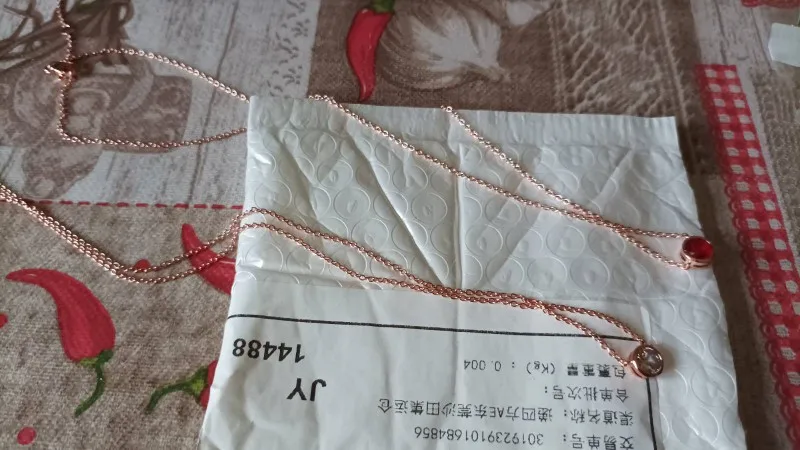 交易单号: 3019239101684856
渠道名称: 递四方AE东莞沙田集运仓
合单批次号:
JY
包裹重量 (Kg) : 0.004
14488